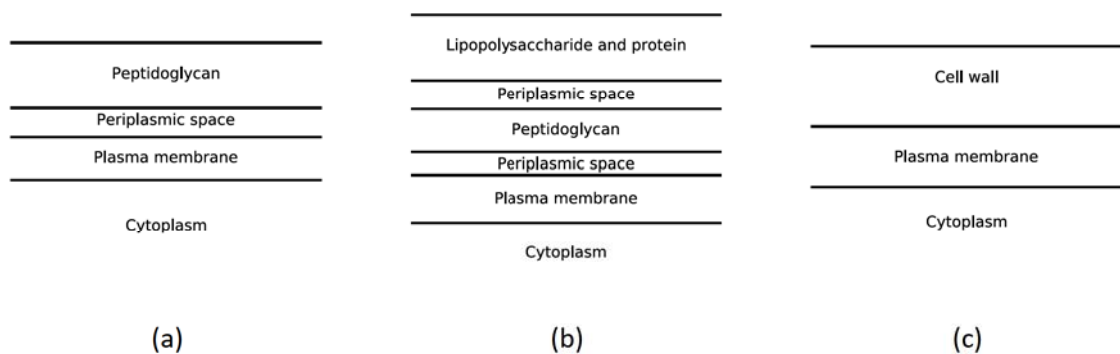 Peptidoglycan
Periplasmic space
Plasma membrane
Cytoplasm
(a)
Lipopolysaccharide and protein
Periplasmic space
Peptidoglycan
Periplasmic space
Plasma membrane
Cytoplasm
(b)
Cell wall
Plasma membrane
Cytoplasm
(c)